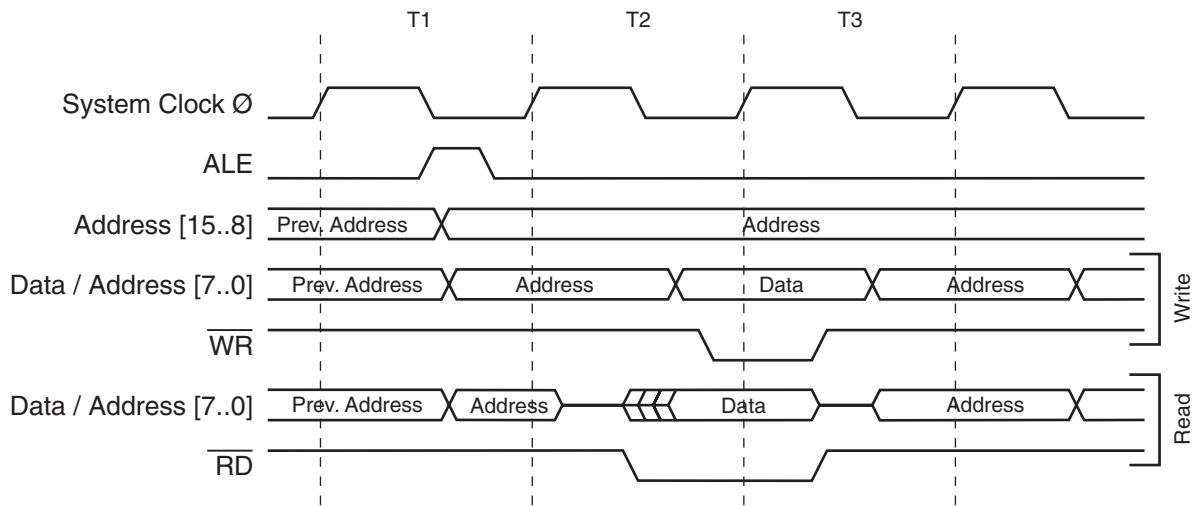 T1 T2 T3
System Clock Ø
ALE
Address [15..8] Prev. Address Address
Data / Address [7..0] Prev. Address Address Data Address
WR
Write
Data / Address [7..0] Prev. Address Address Data Address
RD
Read